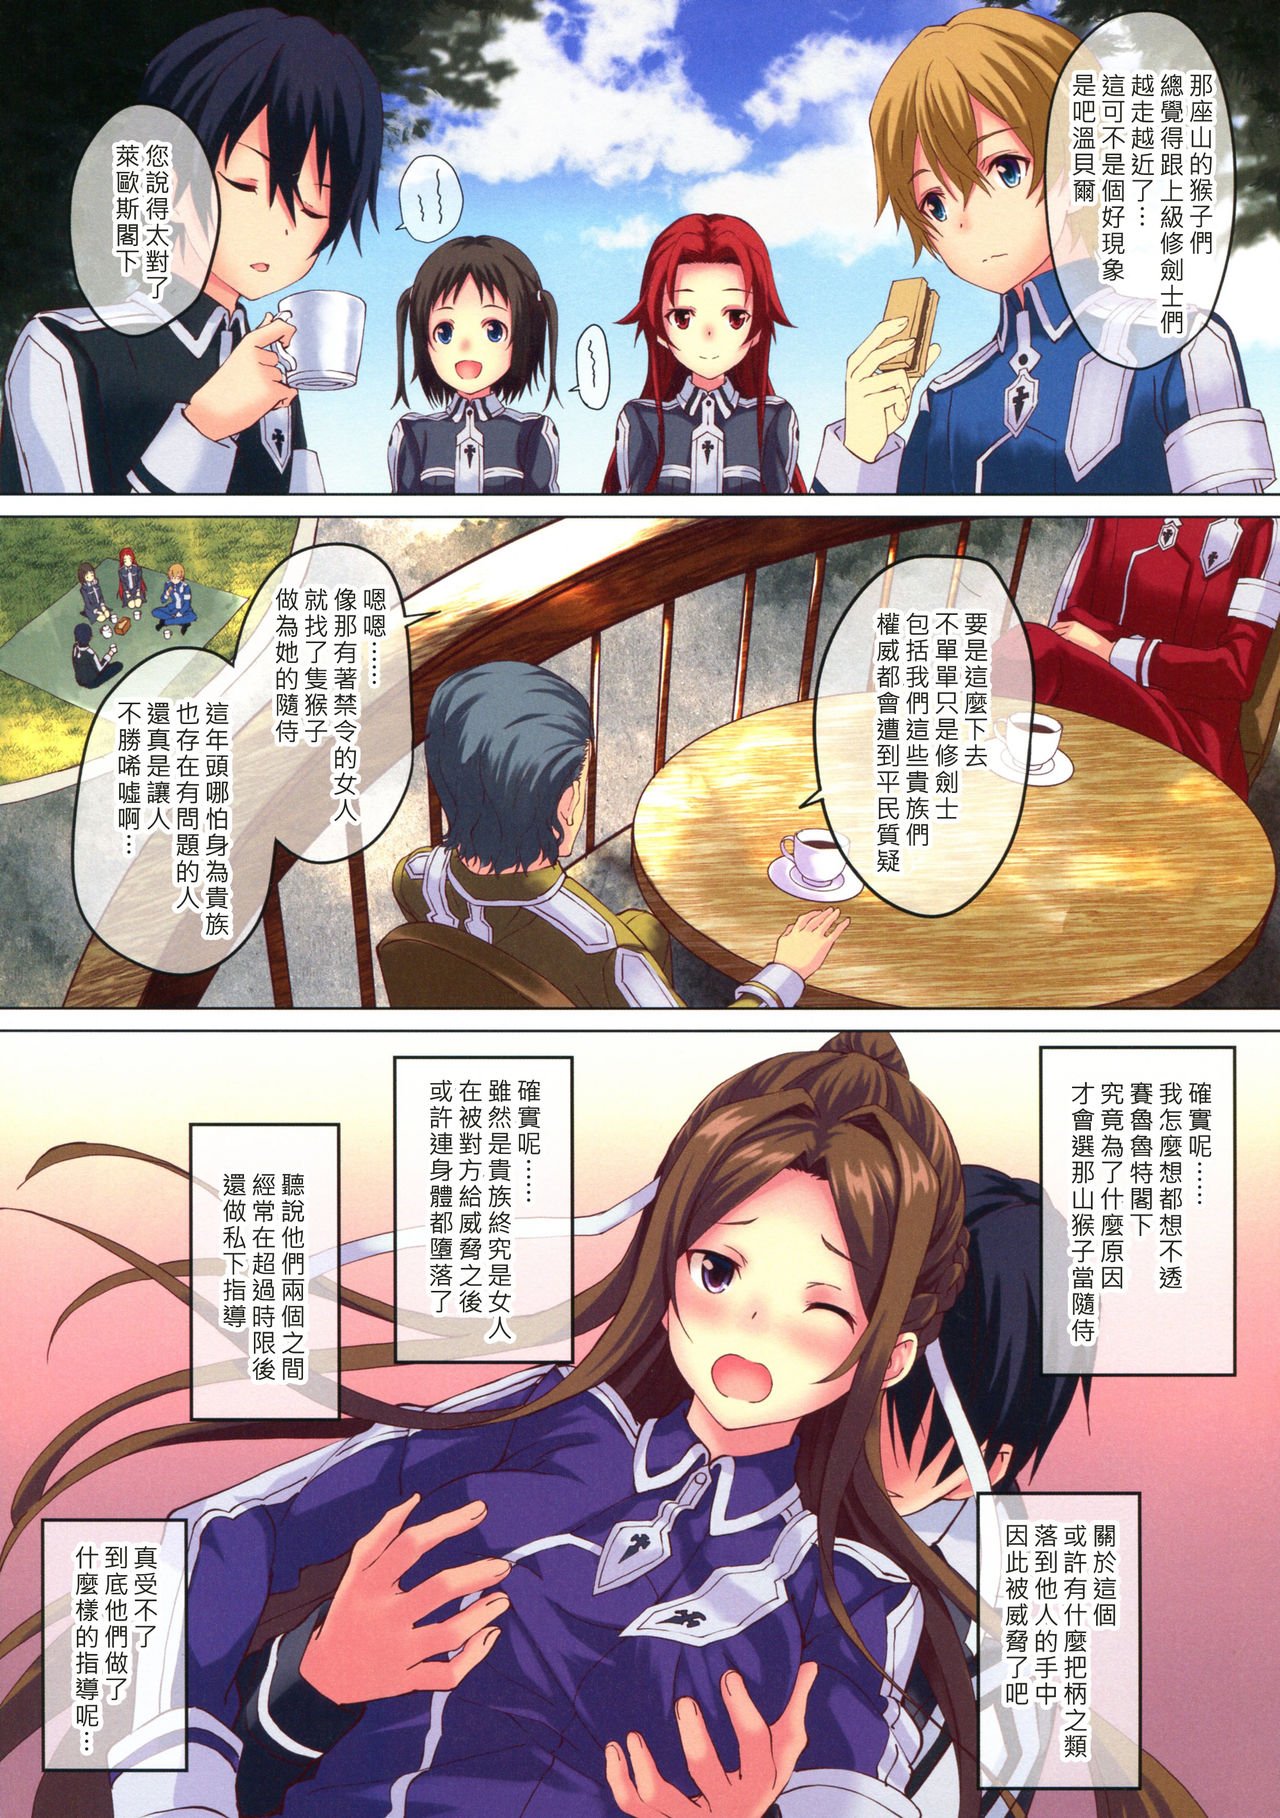 那座山的猴子們
總覺得跟上級修劍士們
越走越近了…
這可不是個好現象
是吧溫貝爾
您說得太對了
萊歐斯閣下
要是這麼下去
不單單只是修劍士
包括我們這些貴族們
權威都會遭到平民質疑
嗯嗯……
像那有著禁令的女人
就找了隻猴子
做為她的隨侍
這年頭哪怕身為貴族
也存在有問題的人
還真是讓人
不勝唏噓啊…
確實呢……
我怎麼想都想不透
賽魯魯特閣下
究竟為了什麼原因
才會選那山猴子當隨侍
關於這個
或許有什麼把柄之類
落到他人的手中
因此被威脅了吧
確實呢……
雖然是貴族終究是女人
在被對方給威脅之後
或許連身體都墮落了
聽說他們兩個之間
經常在超過時限後
還做私下指導
真受不了
到底他們做了
什麼樣的指導呢…